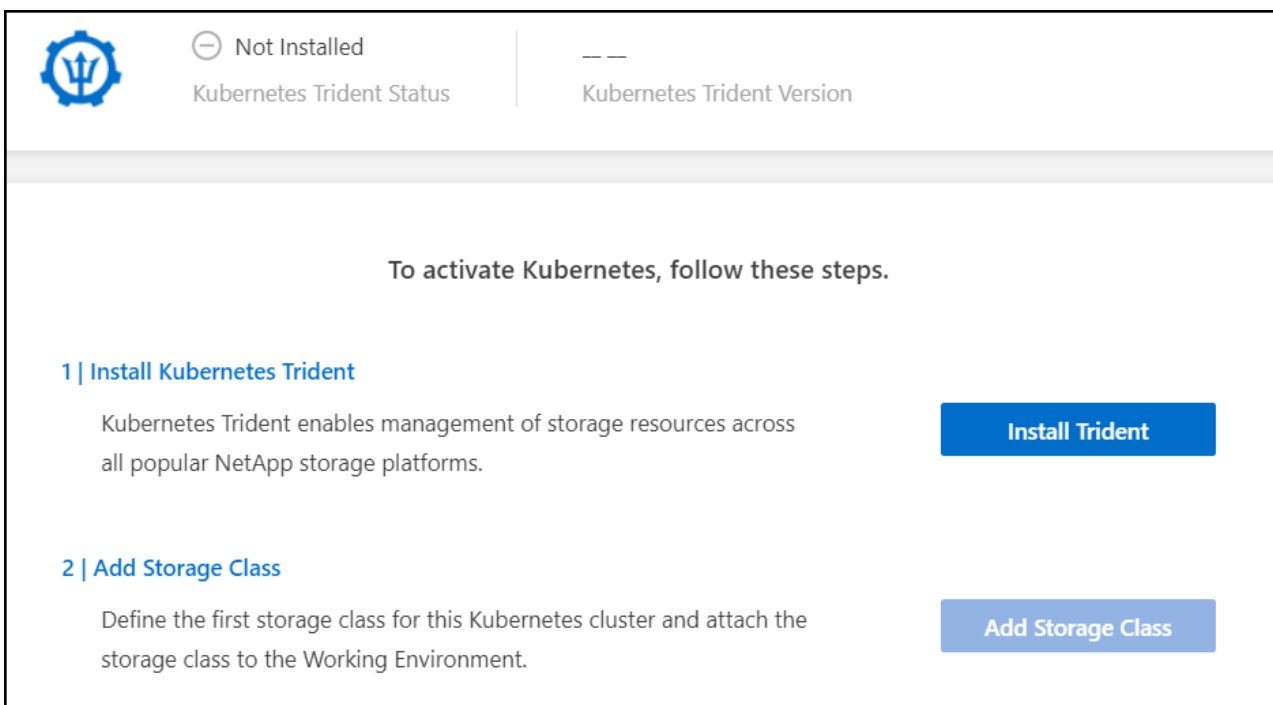 Not Installed
__ __
Kubernetes Trident Status
Kubernetes Trident Version
To activate Kubernetes, follow these steps.
1 | Install Kubernetes Trident
Kubernetes Trident enables management of storage resources across
all popular NetApp storage platforms.
Install Trident
2 | Add Storage Class
Define the first storage class for this Kubernetes cluster and attach the
storage class to the Working Environment.
Add Storage Class